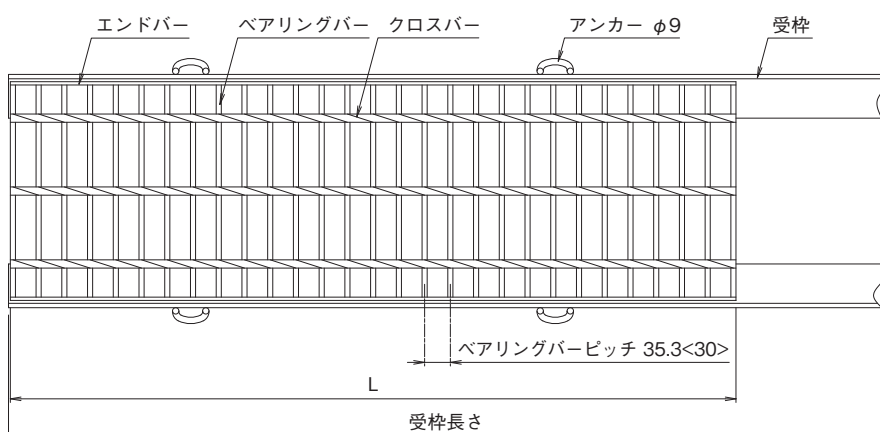 エンドバー
ベアリングバー
クロスバー
アンカー φ9
受枠
ベアリングバーピッチ 35.3<30>
L
受枠長さ